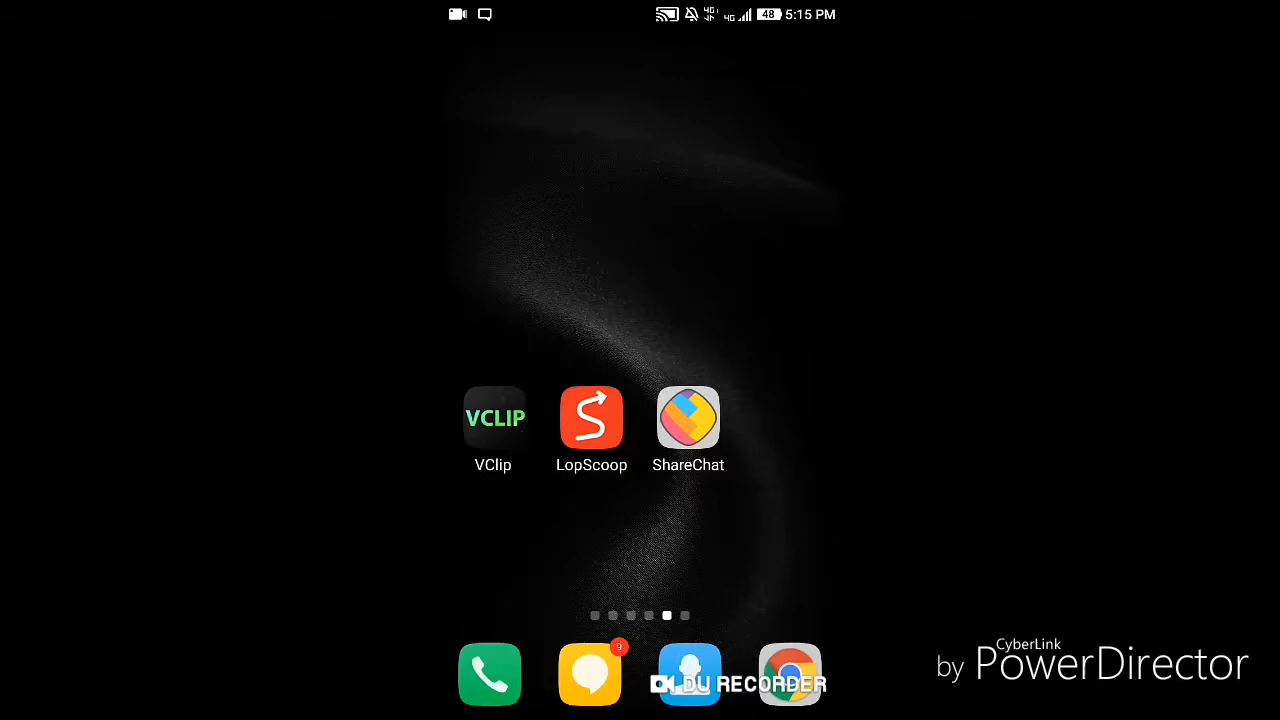 48 5:15 PM
VCLIP
VClip LopScoop ShareChat
9
DU RECORDER
CyberLink
by PowerDirector